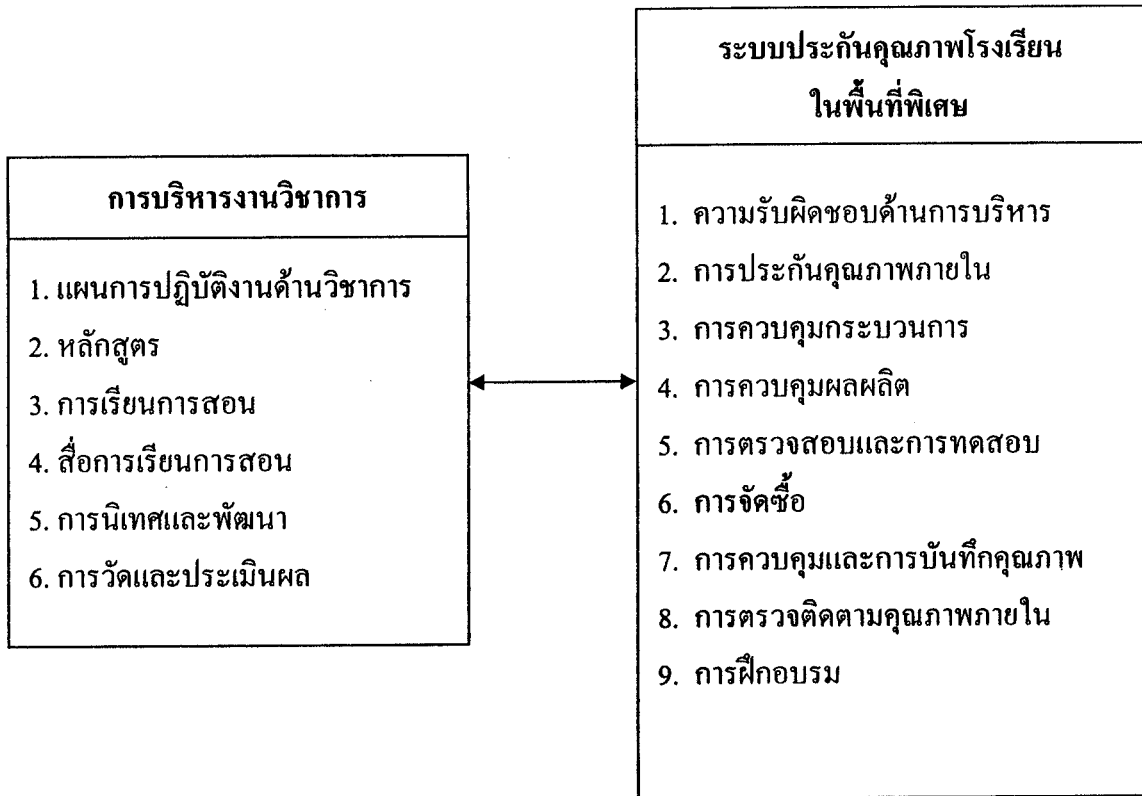 การบริหารงานวิชาการ
1. แผนการปฏิบัติงานด้านวิชาการ
2. หลักสูตร
3. การเรียนการสอน
4. สื่อการเรียนการสอน
5. การนิเทศและพัฒนา
6. การวัดและประเมินผล
ระบบประกันคุณภาพโรงเรียน
ในพื้นที่พิเศษ
1. ความรับผิดชอบด้านการบริหาร
2. การประกันคุณภาพภายใน
3. การควบคุมกระบวนการ
4. การควบคุมผลผลิต
5. การตรวจสอบและการทดสอบ
6. การจัดซื้อ
7. การควบคุมและการบันทึกคุณภาพ
8. การตรวจติดตามคุณภาพภายใน
9. การฝึกอบรม